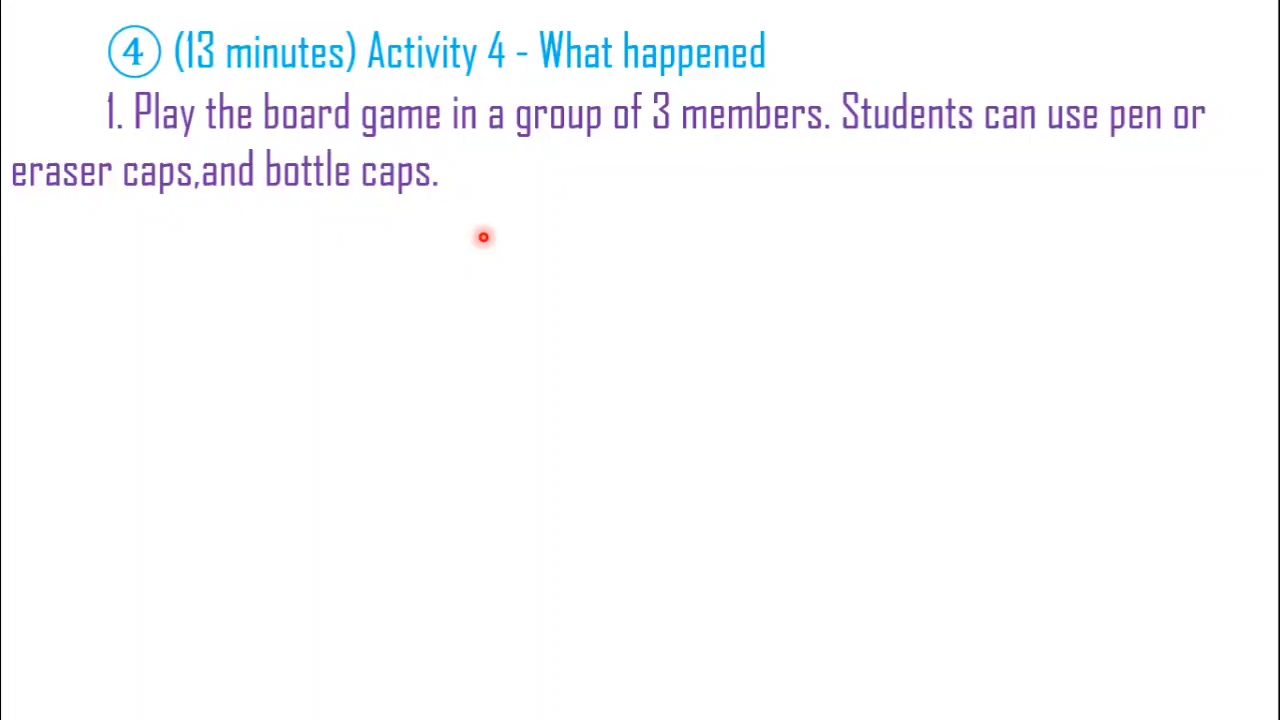 ④ (13 minutes) Activity 4 - What happened
1. Play the board game in a group of 3 members. Students can use pen or
eraser caps,and bottle caps.